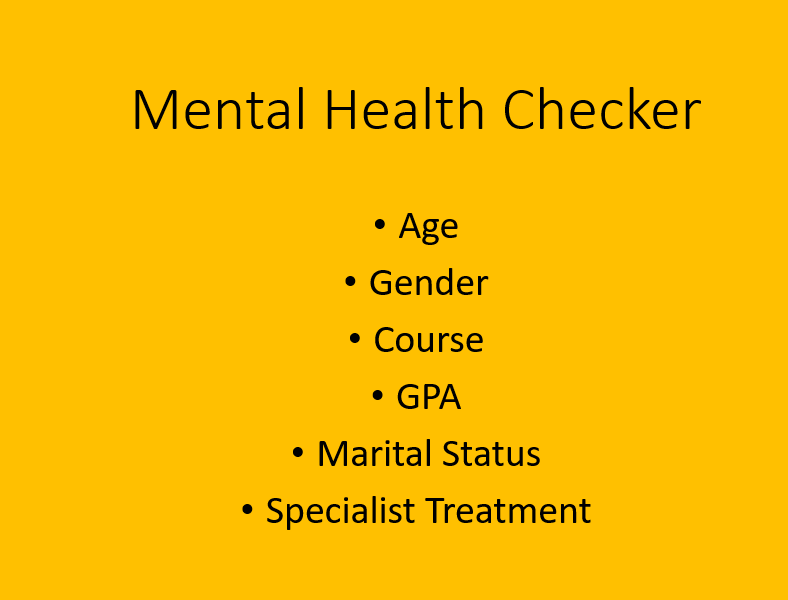 Mental Health Checker
• Age
• Gender
• Course
• GPA
• Marital Status
• Specialist Treatment